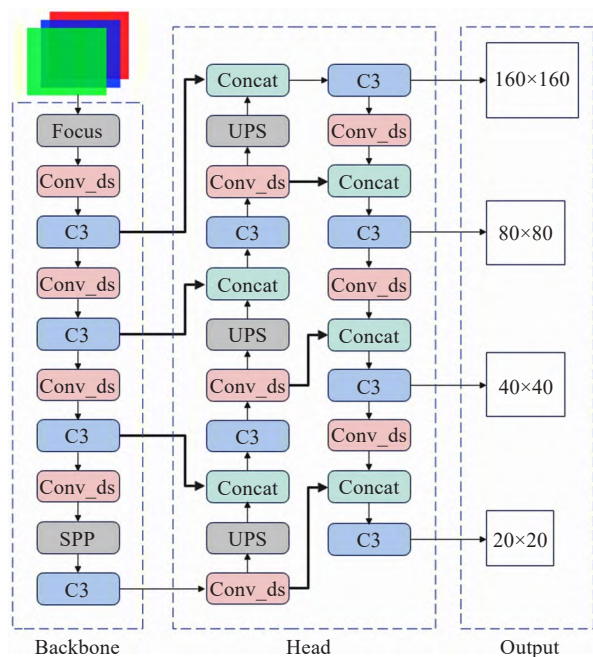 Focus
Conv_ds
C3
Conv_ds
C3
Conv_ds
C3
Conv_ds
SPP
C3
Backbone
Concat
UPS
Conv_ds
C3
Concat
UPS
Conv_ds
C3
Concat
UPS
Conv_ds
C3
Conv_ds
Concat
C3
Conv_ds
Concat
C3
Conv_ds
Concat
C3
Head
160×160
80×80
40×40
20×20
Output